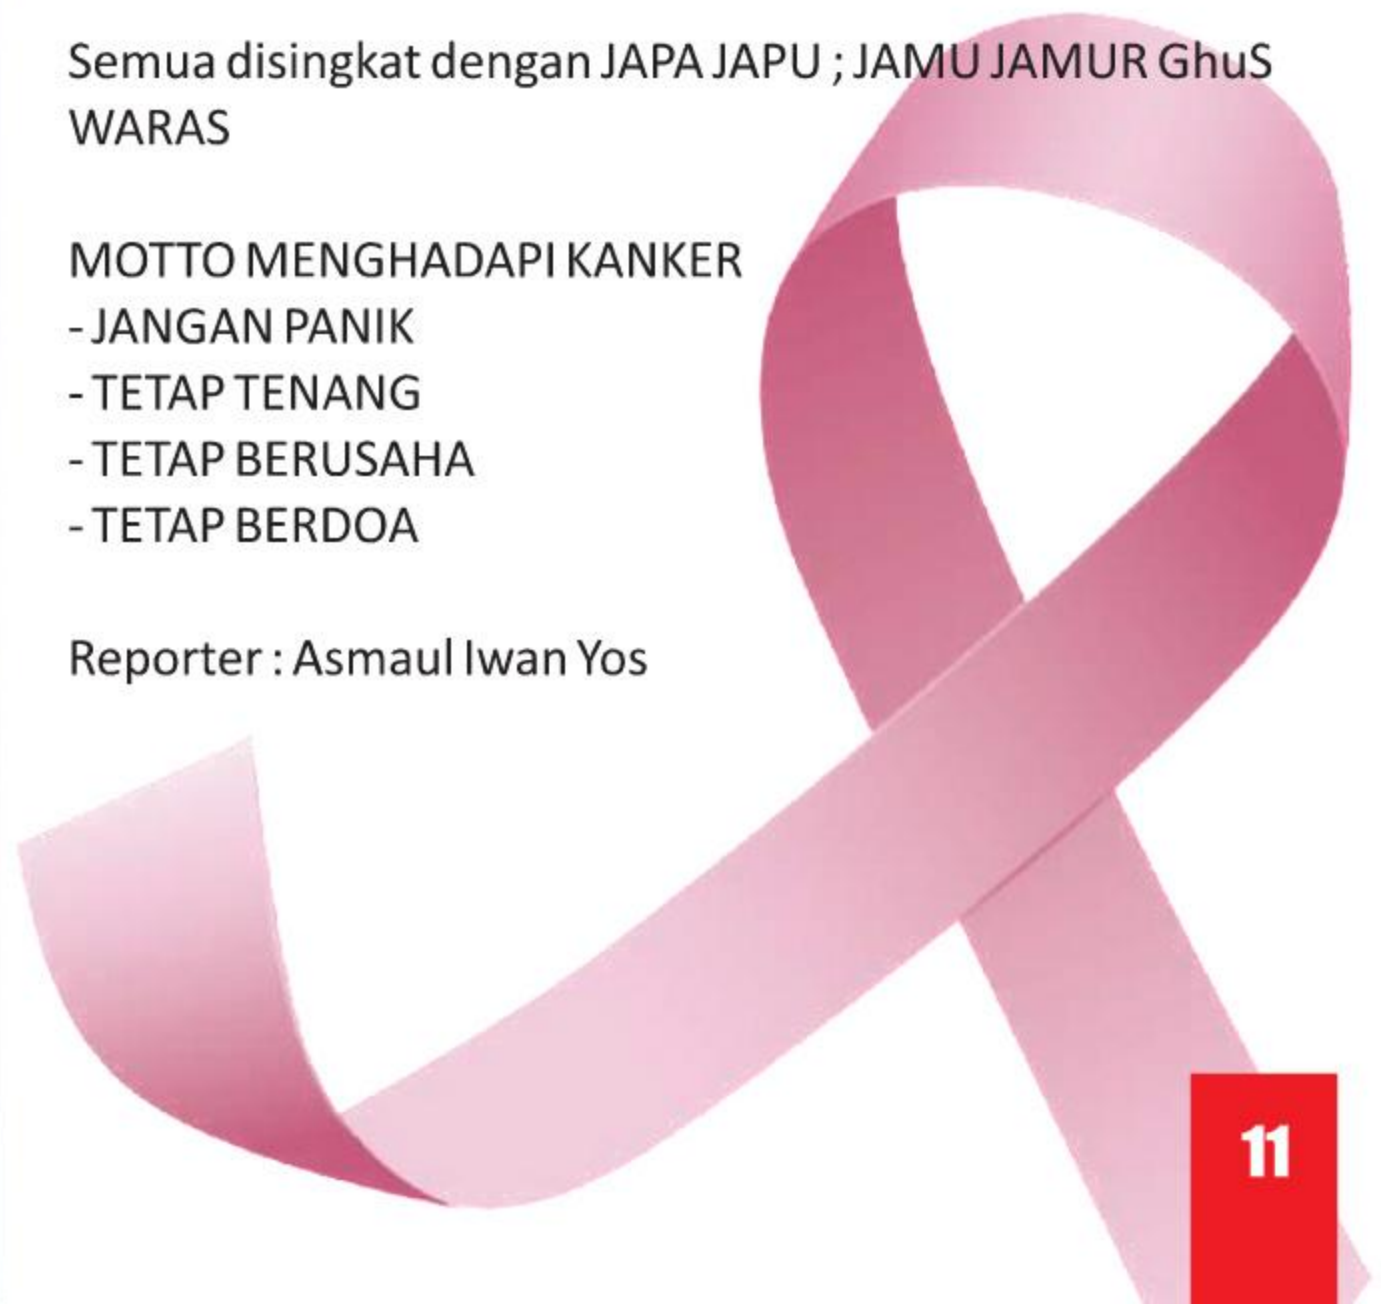 Semua disingkat dengan JAPA JAPU ; JAMU JAMUR GhuS
WARAS
MOTTO MENGHADAPI KANKER
- JANGAN PANIK
- TETAP TENANG
- TETAP BERUSAHA
- TETAP BERDOA
Reporter : Asmaul Iwan Yos
11